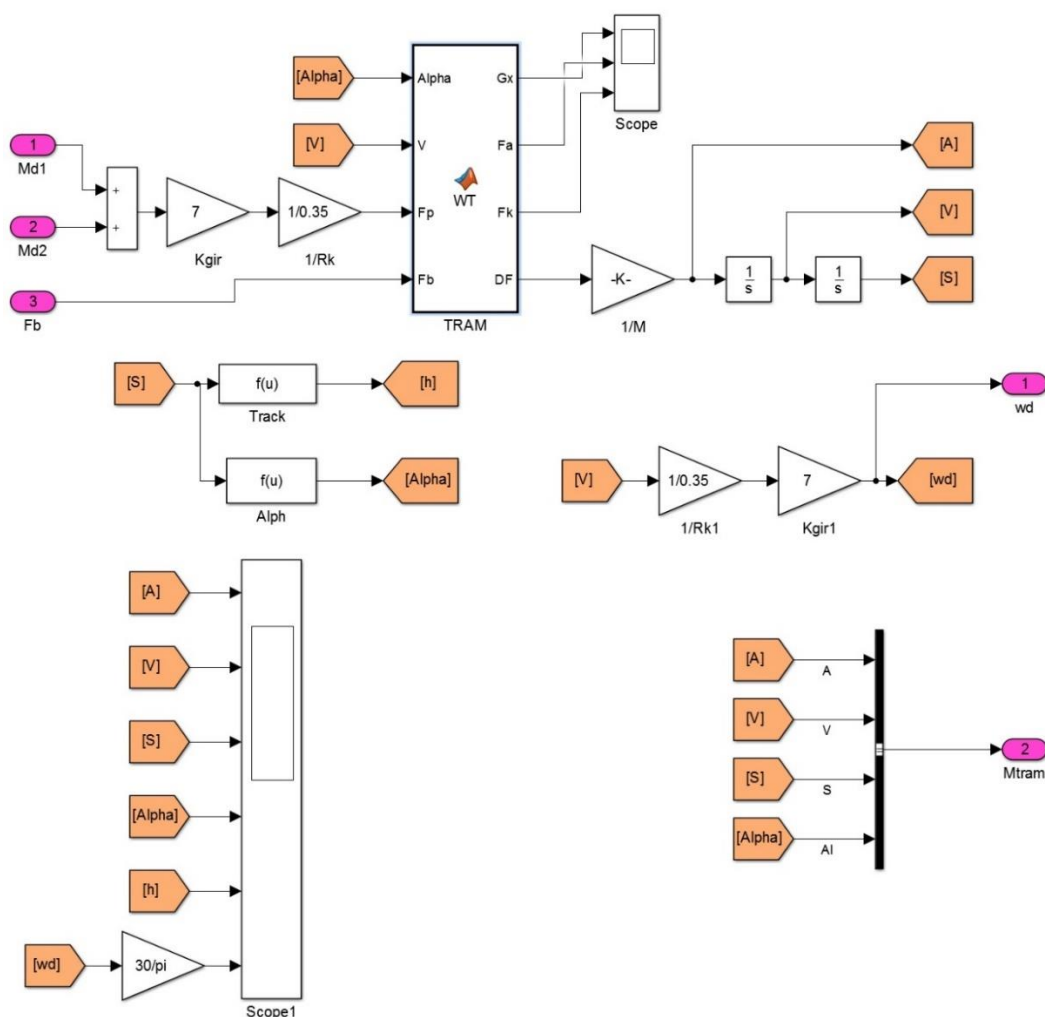 [Alpha]
Alpha
Gx
Scope
1
Md1
[V]
V
Fa
[A]
+
7
1/0.35
WT
[V]
2
Md2
+
Fp
Fk
Kgir
1/Rk
-K-
1
s
1
s
[S]
3
Fb
Fb
DF
TRAM
1/M
[S]
f(u)
[h]
1
wd
Track
f(u)
[Alpha]
[V]
1/0.35
7
[wd]
Alph
1/Rk1
Kgir1
[A]
[V]
[S]
[Alpha]
[h]
[wd]
30/pi
Scope1
[A]
A
[V]
V
[S]
S
[Alpha]
Al
2
Mtram